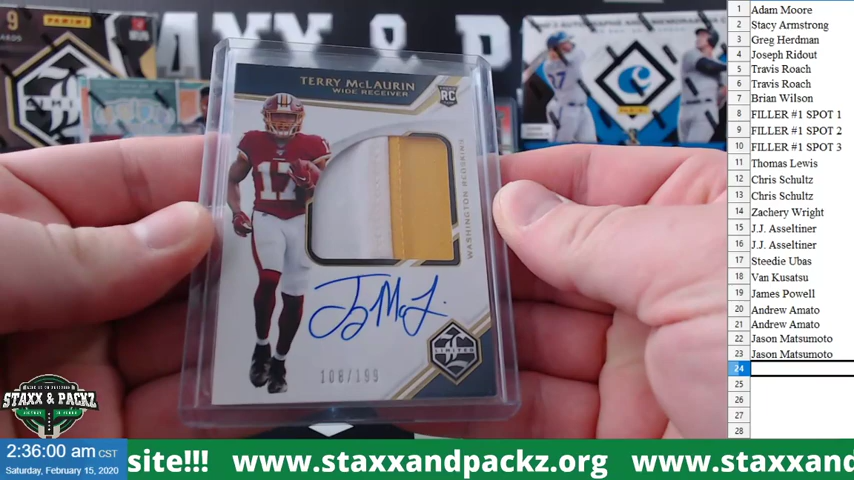 9
PANINI
AXX & P
TERRY McLAURIN
WIDE RECEIVER
RC
17
WASHINGTON REDSKINS
LIMITED
108/199
STAXX & PACKZ
2:36:00 am CST
Saturday, February 15, 2020
site!!! www.staxxandpackz.org www.staxxand
1 Adam Moore
2 Stacy Armstrong
3 Greg Herdman
4 Joseph Ridout
5 Travis Roach
6 Travis Roach
7 Brian Wilson
8 FILLER #1 SPOT 1
9 FILLER #1 SPOT 2
10 FILLER #1 SPOT 3
11 Thomas Lewis
12 Chris Schultz
13 Chris Schultz
14 Zachery Wright
15 J.J. Asseltiner
16 J.J. Asseltiner
17 Steedie Ubas
18 Van Kusatsu
19 James Powell
20 Andrew Amato
21 Andrew Amato
22 Jason Matsumoto
23 Jason Matsumoto
24
25
26
27
28